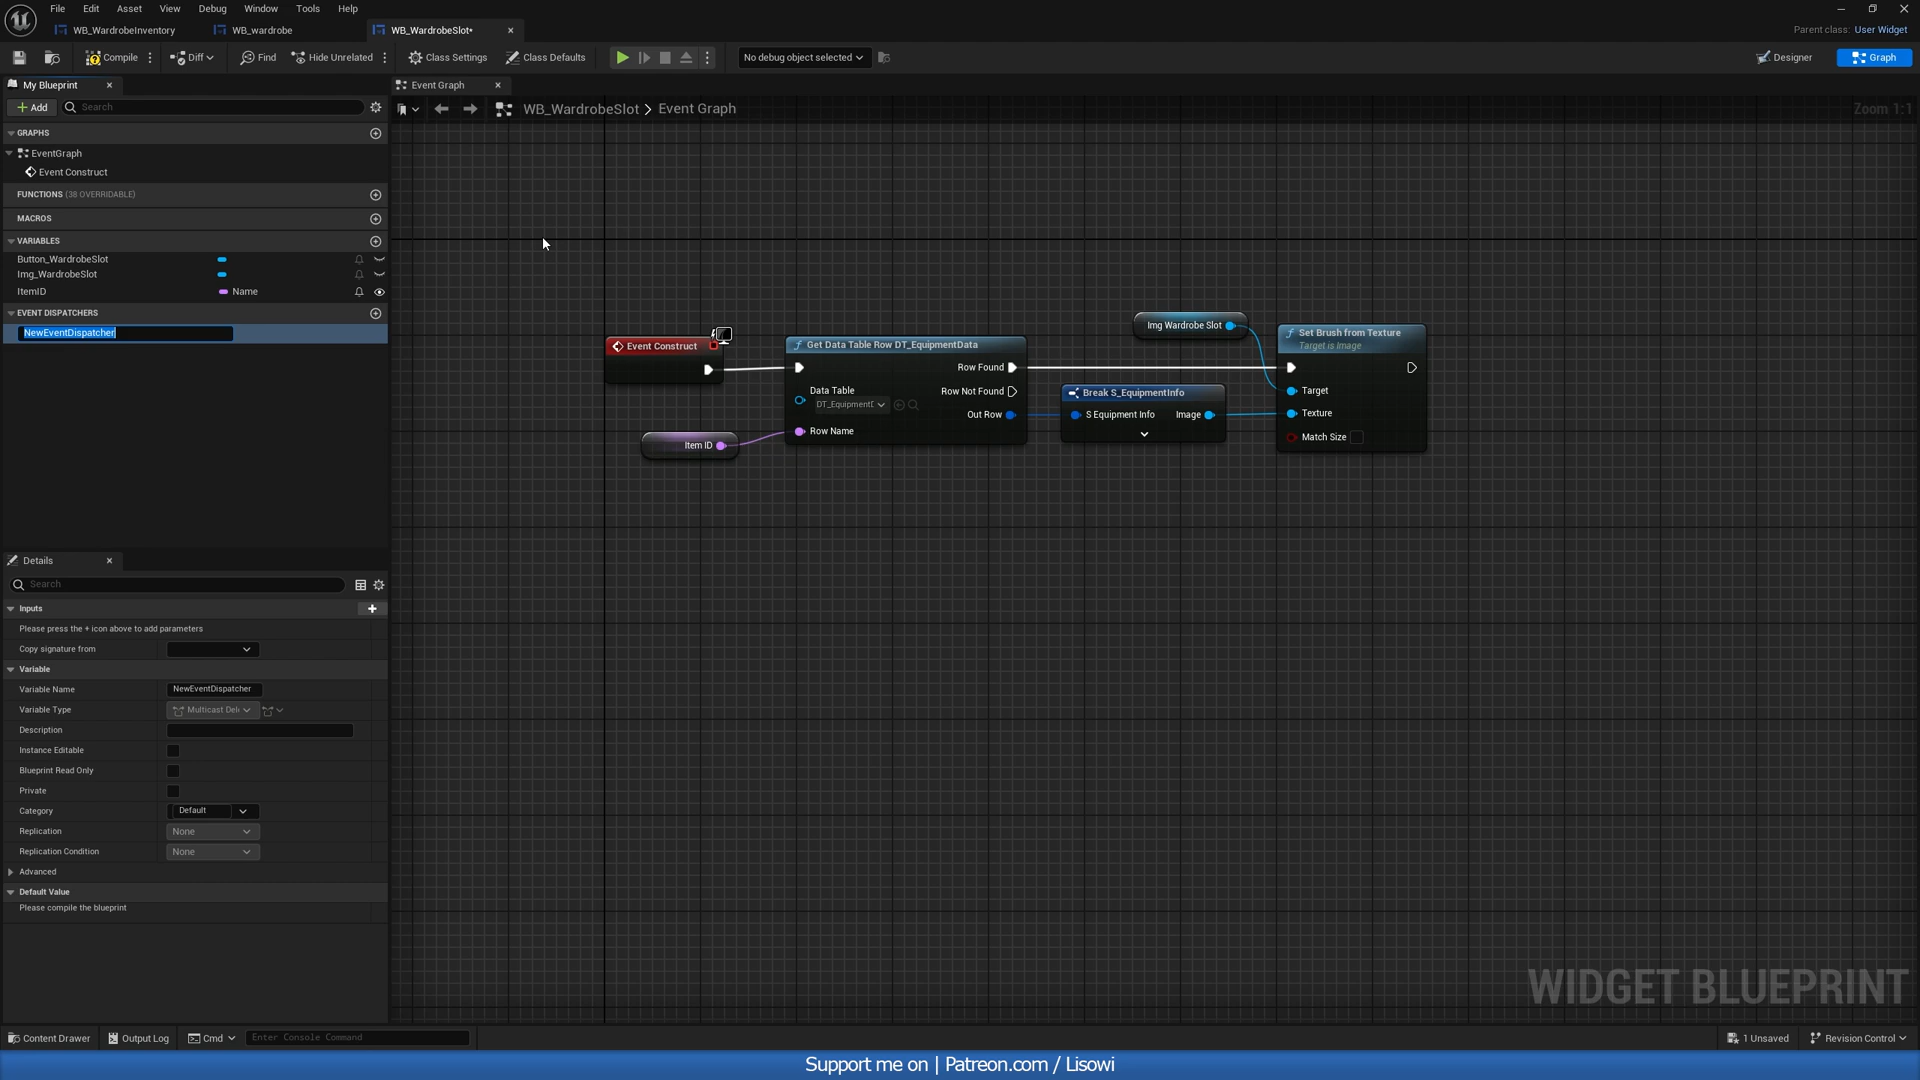 File Edit Asset View Debug Window Tools Help
WB_WardrobeInventory WB_wardrobe WB_WardrobeSlot•
Parent class: User Widget
Compile Diff Find Hide Unrelated Class Settings Class Defaults No debug object selected Designer Graph
My Blueprint Event Graph
+ Add Search WB_WardrobeSlot > Event Graph Zoom 1:1
GRAPHS
EventGraph
Event Construct
FUNCTIONS (38 OVERRIDABLE)
MACROS
VARIABLES
Button_WardrobeSlot
Img_WardrobeSlot
ItemID Name
EVENT DISPATCHERS
NewEventDispatcher
Event Construct
Item ID
Get Data Table Row DT_EquipmentData
Row Found
Data Table Row Not Found
DT_Equipment
Out Row
Row Name
Break S_EquipmentInfo
S Equipment Info Image
Img Wardrobe Slot
Set Brush from Texture
Target is Image
Target
Texture
Match Size
Details
Search
Inputs
Please press the + icon above to add parameters
Copy signature from
Variable
Variable Name NewEventDispatcher
Variable Type Multicast Del
Description
Instance Editable
Blueprint Read Only
Private
Category Default
Replication None
Replication Condition None
Advanced
Default Value
Please compile the blueprint
WIDGET BLUEPRINT
Content Drawer Output Log Cmd Enter Console Command 1 Unsaved Revision Control
Support me on | Patreon.com / Lisowi